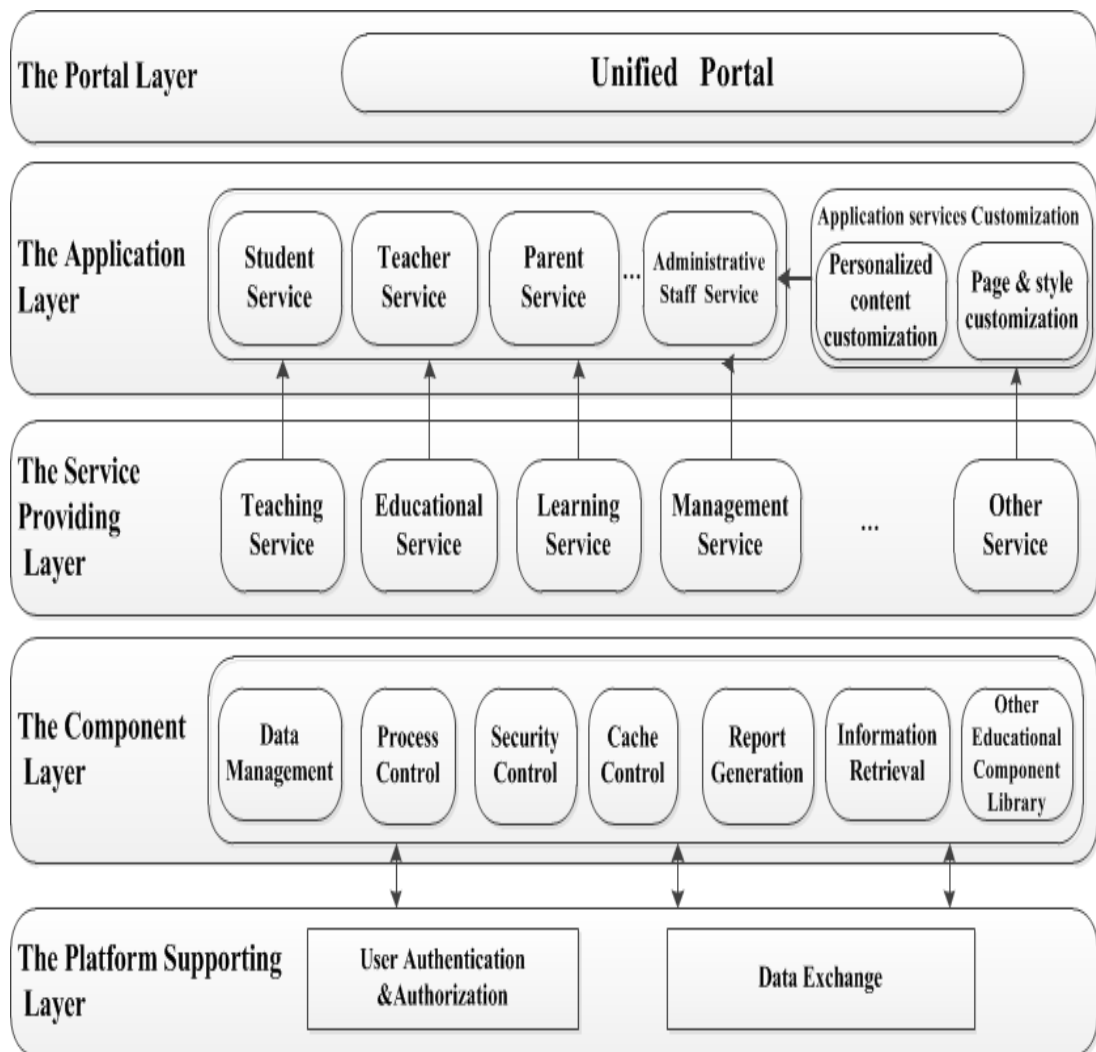 The Portal Layer
Unified Portal
The Application
Layer
Student
Service
Teacher
Service
Parent
Service
...
Administrative
Staff Service
Application services Customization
Personalized
content
customization
Page & style
customization
The Service
Providing
Layer
Teaching
Service
Educational
Service
Learning
Service
Management
Service
...
Other
Service
The Component
Layer
Data
Management
Process
Control
Security
Control
Cache
Control
Report
Generation
Information
Retrieval
Other
Educational
Component
Library
The Platform Supporting
Layer
User Authentication
&Authorization
Data Exchange